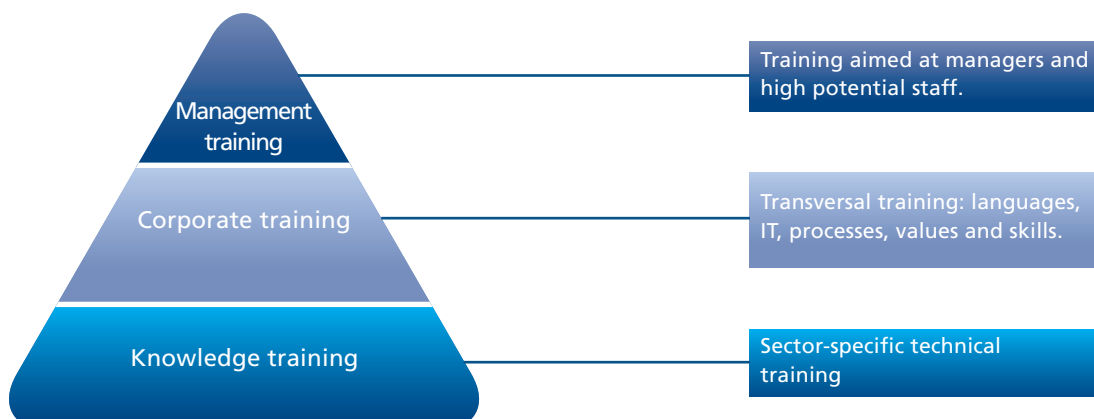 Management
training
Training aimed at managers and
high potential staff.
Corporate training
Transversal training: languages,
IT, processes, values and skills.
Knowledge training
Sector-specific technical
training